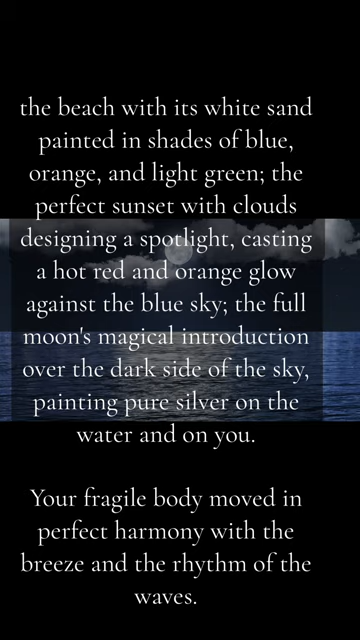 the beach with its white sand
painted in shades of blue,
orange, and light green; the
perfect sunset with clouds
designing a spotlight, casting
a hot red and orange glow
against the blue sky; the full
moon's magical introduction
over the dark side of the sky,
painting pure silver on the
water and on you.
Your fragile body moved in
perfect harmony with the
breeze and the rhythm of the
waves.